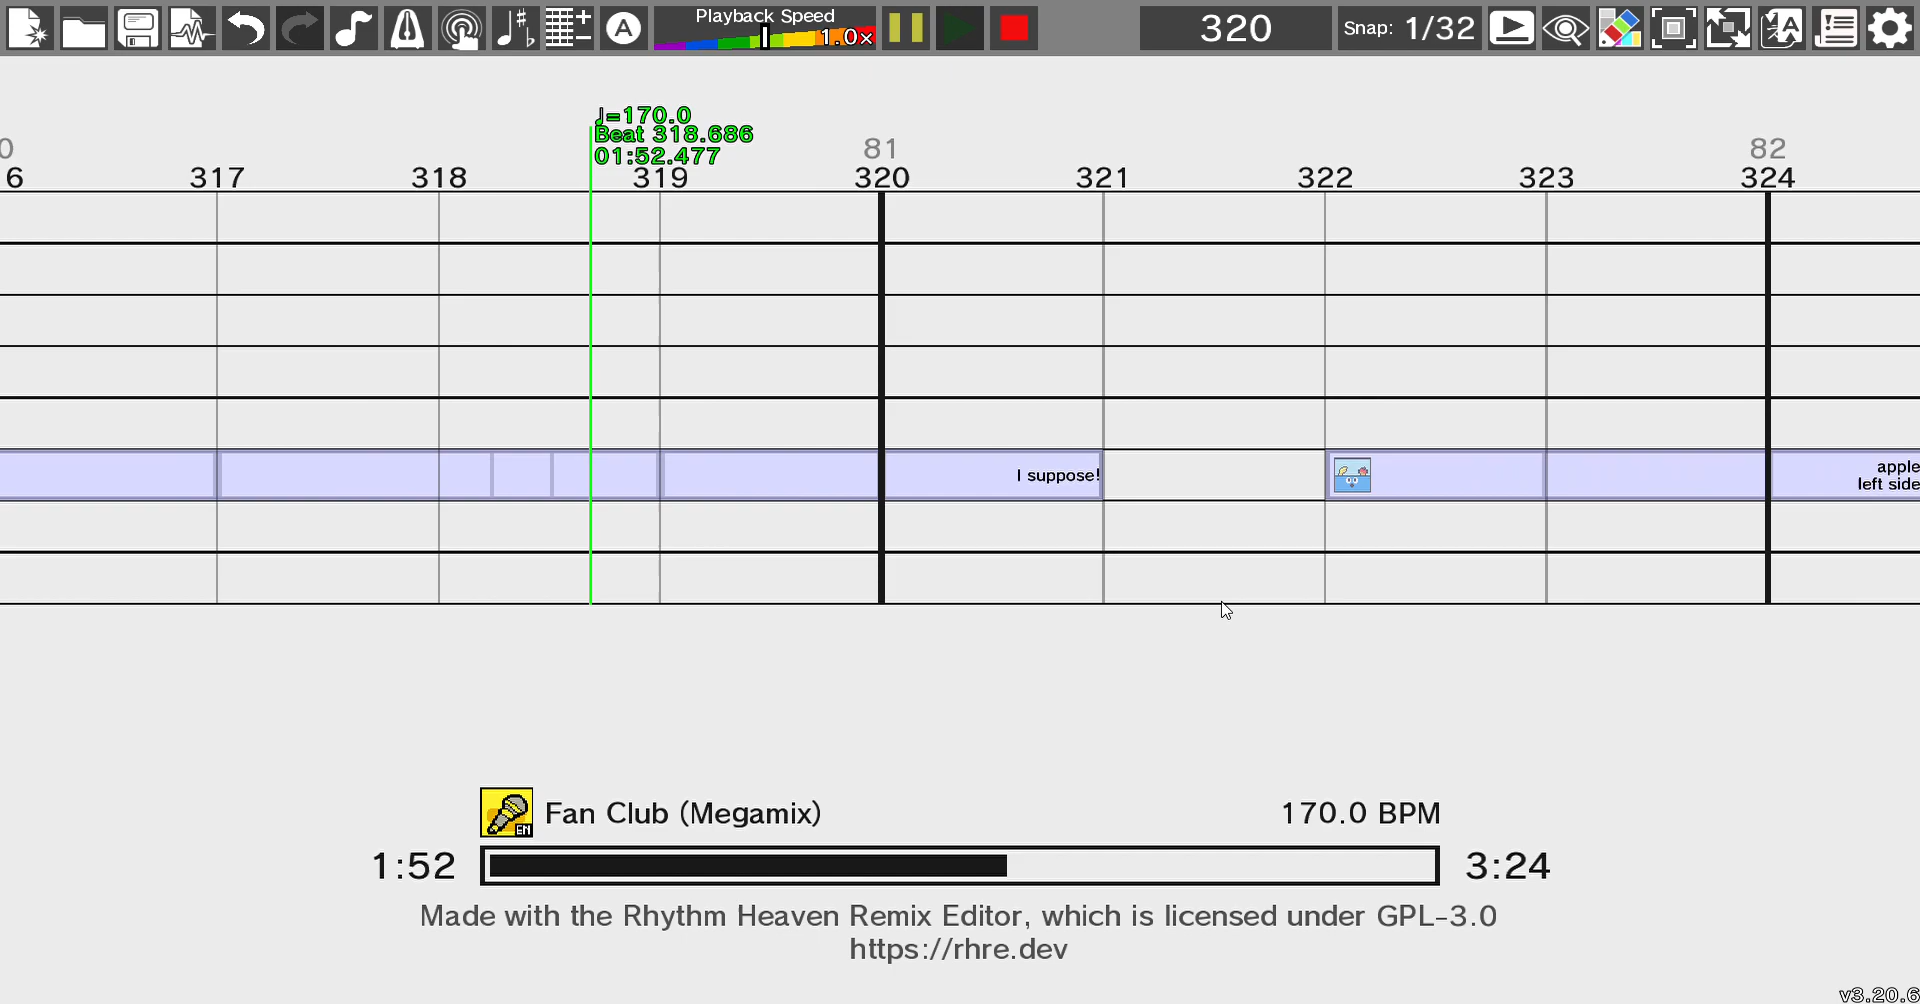 Playback Speed
1.0x
320
Snap: 1/32
A
♩=170.0
Beat 318.686
01:52.477
0
81
82
6
317
318
319
320
321
322
323
324
I suppose!
apple
left side
EN
Fan Club (Megamix)
170.0 BPM
1:52
3:24
Made with the Rhythm Heaven Remix Editor, which is licensed under GPL-3.0
https://rhre.dev
v3.20.6